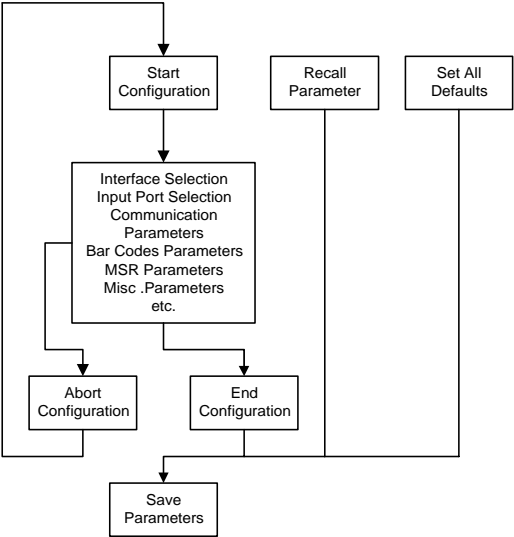 Start
Configuration
Recall
Parameter
Set All
Defaults
Interface Selection
Input Port Selection
Communication
Parameters
Bar Codes Parameters
MSR Parameters
Misc .Parameters
etc.
Abort
Configuration
End
Configuration
Save
Parameters